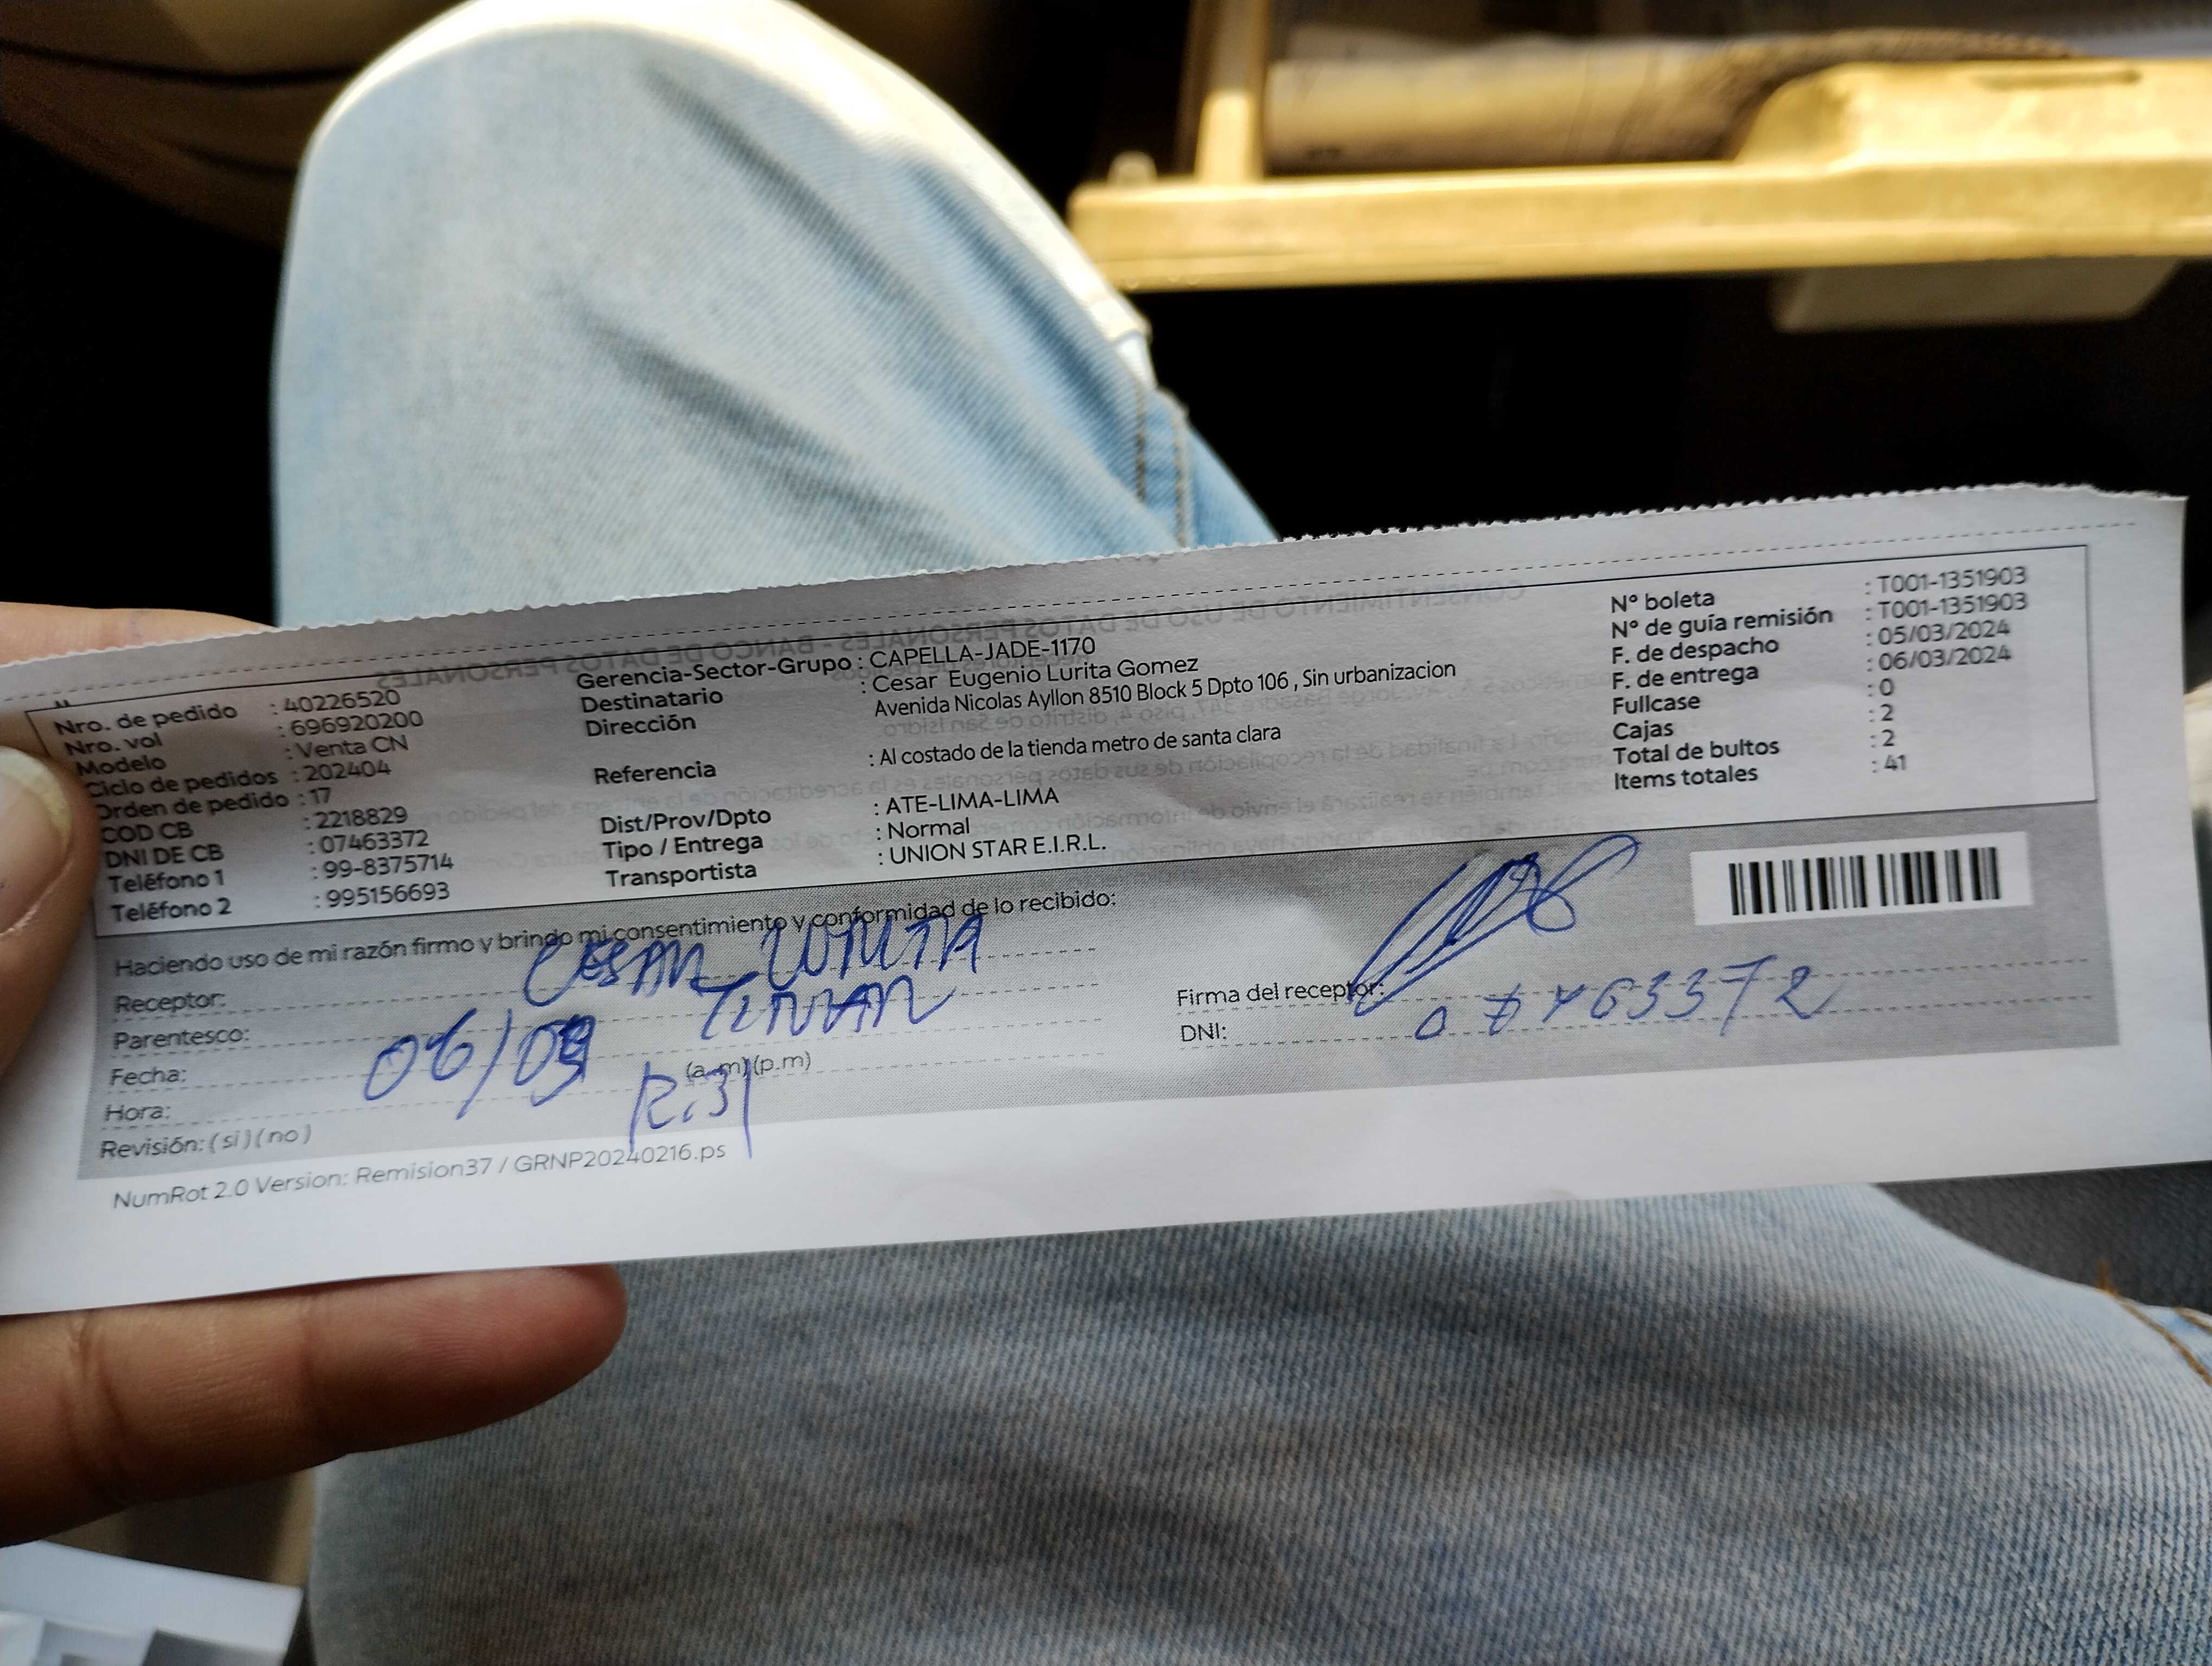 Nro. de pedido : 40226520
Nro. vol : 696920200
Modelo : Venta CN
Ciclo de pedidos : 202404
Orden de pedido : 17
COD CB : 2218829
DNI DE CB : 07463372
Teléfono 1 : 99-8375714
Teléfono 2 : 995156693
Gerencia-Sector-Grupo : CAPELLA-JADE-1170
Destinatario : Cesar Eugenio Lurita Gomez
Dirección Avenida Nicolas Ayllon 8510 Block 5 Dpto 106 , Sin urbanizacion
Referencia : Al costado de la tienda metro de santa clara
Dist/Prov/Dpto : ATE-LIMA-LIMA
Tipo / Entrega : Normal
Transportista : UNION STAR E.I.R.L.
N° boleta : T001-1351903
N° de guía remisión : T001-1351903
F. de despacho : 05/03/2024
F. de entrega : 06/03/2024
Fullcase : 0
Cajas : 2
Total de bultos : 2
Items totales : 41
Haciendo uso de mi razón firmo y brindo mi consentimiento y conformidad de lo recibido:
Receptor: CESAR LURITA
Parentesco: TITULAR
Fecha: 06/03
Hora: (a.m)(p.m) 12:31
Revisión: ( si ) ( no )
Firma del receptor:
DNI: 07463372
NumRot 2.0 Version: Remision37 / GRNP20240216.ps